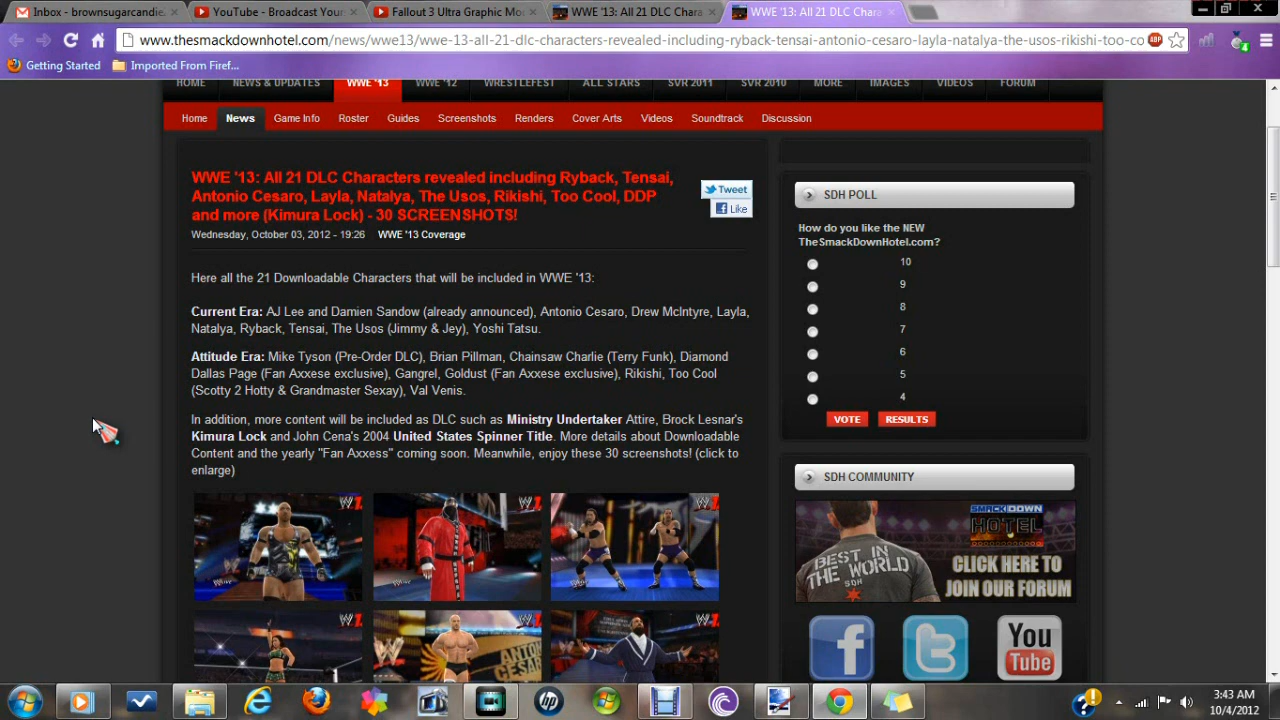 Inbox - brownsugarcandie.
YouTube - Broadcast Your
Fallout 3 Ultra Graphic Mo
WWE '13: All 21 DLC Chara
WWE '13: All 21 DLC Chara
www.thesmackdownhotel.com/news/wwe13/wwe-13-all-21-dlc-characters-revealed-including-ryback-tensai-antonio-cesaro-layla-natalya-the-usos-rikishi-too-co
ABP
Getting Started
Imported From Firef...
HOME
NEWS & UPDATES
WWE '13
WWE '12
WRESTLEFEST
ALL STARS
SVR 2011
SVR 2010
MORE
IMAGES
VIDEOS
FORUM
Home
News
Game Info
Roster
Guides
Screenshots
Renders
Cover Arts
Videos
Soundtrack
Discussion
WWE '13: All 21 DLC Characters revealed including Ryback, Tensai,
Antonio Cesaro, Layla, Natalya, The Usos, Rikishi, Too Cool, DDP
and more (Kimura Lock) - 30 SCREENSHOTS!
Tweet
Like
Wednesday, October 03, 2012 - 19:26
WWE '13 Coverage
Here all the 21 Downloadable Characters that will be included in WWE '13:
Current Era: AJ Lee and Damien Sandow (already announced), Antonio Cesaro, Drew McIntyre, Layla,
Natalya, Ryback, Tensai, The Usos (Jimmy & Jey), Yoshi Tatsu.
Attitude Era: Mike Tyson (Pre-Order DLC), Brian Pillman, Chainsaw Charlie (Terry Funk), Diamond
Dallas Page (Fan Axxese exclusive), Gangrel, Goldust (Fan Axxese exclusive), Rikishi, Too Cool
(Scotty 2 Hotty & Grandmaster Sexay), Val Venis.
In addition, more content will be included as DLC such as Ministry Undertaker Attire, Brock Lesnar's
Kimura Lock and John Cena's 2004 United States Spinner Title. More details about Downloadable
Content and the yearly "Fan Axxess" coming soon. Meanwhile, enjoy these 30 screenshots! (click to
enlarge)
ANTONIO
CESARO
SDH POLL
How do you like the NEW
TheSmackDownHotel.com?
10
9
8
7
6
5
4
VOTE
RESULTS
SDH COMMUNITY
BEST IN
THE WORLD
SDH
SMACKDOWN
HOTEL
CLICK HERE TO
JOIN OUR FORUM
You
Tube
hp
3:43 AM
10/4/2012